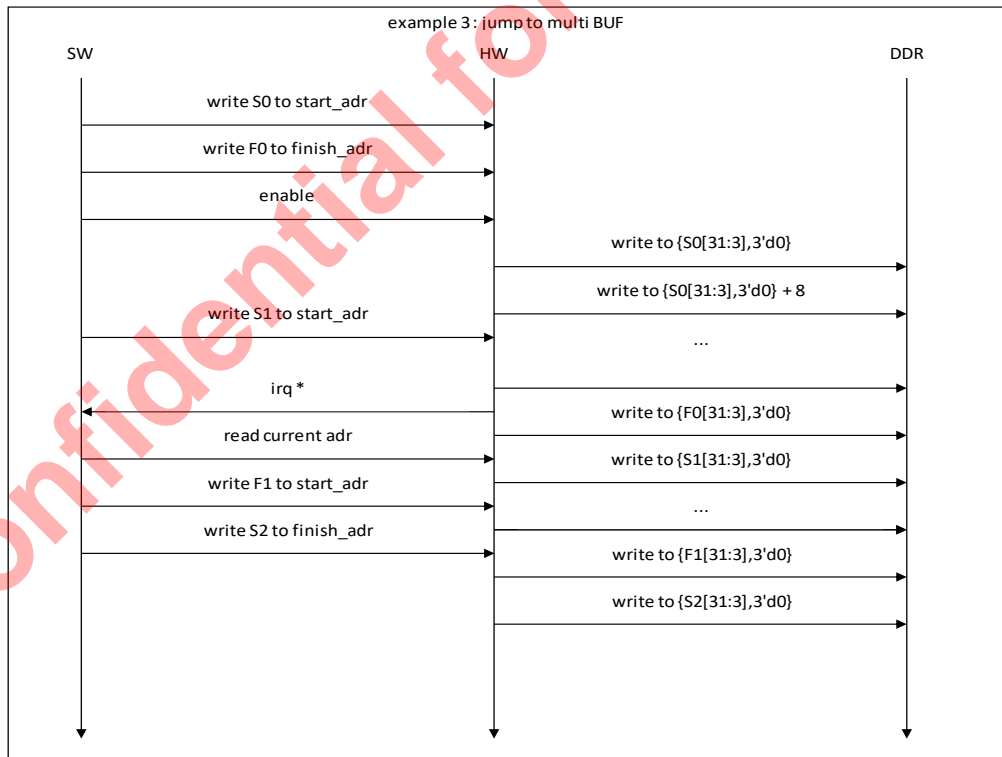 example 3 : jump to multi BUF
SW HW DDR
write S0 to start_adr
write F0 to finish_adr
enable
write to {S0[31:3],3'd0}
write to {S0[31:3],3'd0} + 8
write S1 to start_adr
...
irq *
write to {F0[31:3],3'd0}
read current adr
write to {S1[31:3],3'd0}
write F1 to start_adr
...
write S2 to finish_adr
write to {F1[31:3],3'd0}
write to {S2[31:3],3'd0}
onfidential for